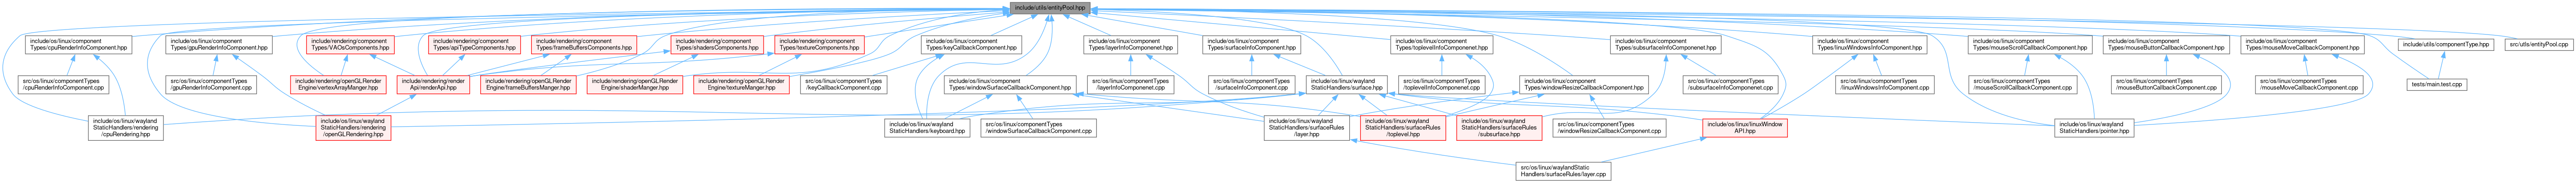 include/utils/entityPool.hpp
include/os/linux/component
Types/cpuRenderInfoComponent.hpp
include/os/linux/component
Types/gpuRenderInfoComponent.hpp
include/rendering/component
Types/VAOsComponents.hpp
include/rendering/component
Types/apiTypeComponents.hpp
include/rendering/component
Types/frameBuffersComponents.hpp
include/rendering/component
Types/shadersComponents.hpp
include/rendering/component
Types/textureComponents.hpp
include/os/linux/component
Types/keyCallbackComponent.hpp
include/os/linux/component
Types/layerInfoComponenet.hpp
include/os/linux/component
Types/surfaceInfoComponent.hpp
include/os/linux/component
Types/toplevelInfoComponenet.hpp
include/os/linux/component
Types/subsurfaceInfoComponent.hpp
include/os/linux/component
Types/linuxWindowsInfoComponent.hpp
include/os/linux/component
Types/mouseScrollCallbackComponent.hpp
include/os/linux/component
Types/mouseButtonCallbackComponent.hpp
include/os/linux/component
Types/mouseMoveCallbackComponent.hpp
include/utils/componentType.hpp
src/utils/entityPool.cpp
src/os/linux/componentTypes
/cpuRenderInfoComponent.cpp
src/os/linux/componentTypes
/gpuRenderInfoComponent.cpp
include/rendering/openGLRender
Engine/vertexArrayManger.hpp
include/rendering/render
Api/renderApi.hpp
include/rendering/openGLRender
Engine/frameBuffersManger.hpp
include/rendering/openGLRender
Engine/shaderManger.hpp
include/rendering/openGLRender
Engine/textureManger.hpp
src/os/linux/componentTypes
/keyCallbackComponent.cpp
include/os/linux/component
Types/windowSurfaceCallbackComponent.hpp
src/os/linux/componentTypes
/layerInfoComponent.cpp
src/os/linux/componentTypes
/surfaceInfoComponent.cpp
include/os/linux/wayland
StaticHandlers/surface.hpp
src/os/linux/componentTypes
/toplevelInfoComponenet.cpp
include/os/linux/component
Types/windowResizeCallbackComponent.hpp
src/os/linux/componentTypes
/subsurfaceInfoComponent.cpp
src/os/linux/componentTypes
/linuxWindowsInfoComponent.cpp
src/os/linux/componentTypes
/mouseScrollCallbackComponent.cpp
src/os/linux/componentTypes
/mouseButtonCallbackComponent.cpp
src/os/linux/componentTypes
/mouseMoveCallbackComponent.cpp
tests/main.test.cpp
include/os/linux/wayland
StaticHandlers/rendering
/cpuRendering.hpp
include/os/linux/wayland
StaticHandlers/rendering
/openGLRendering.hpp
include/os/linux/wayland
StaticHandlers/keyboard.hpp
src/os/linux/componentTypes
/windowSurfaceCallbackComponent.cpp
include/os/linux/wayland
StaticHandlers/surfaceRules
/layer.hpp
include/os/linux/wayland
StaticHandlers/surfaceRules
/toplevel.hpp
include/os/linux/wayland
StaticHandlers/surfaceRules
/subsurface.hpp
src/os/linux/componentTypes
/windowResizeCallbackComponent.cpp
include/os/linux/linuxWindow
API.hpp
include/os/linux/wayland
StaticHandlers/pointer.hpp
src/os/linux/waylandStatic
Handlers/surfaceRules/layer.cpp